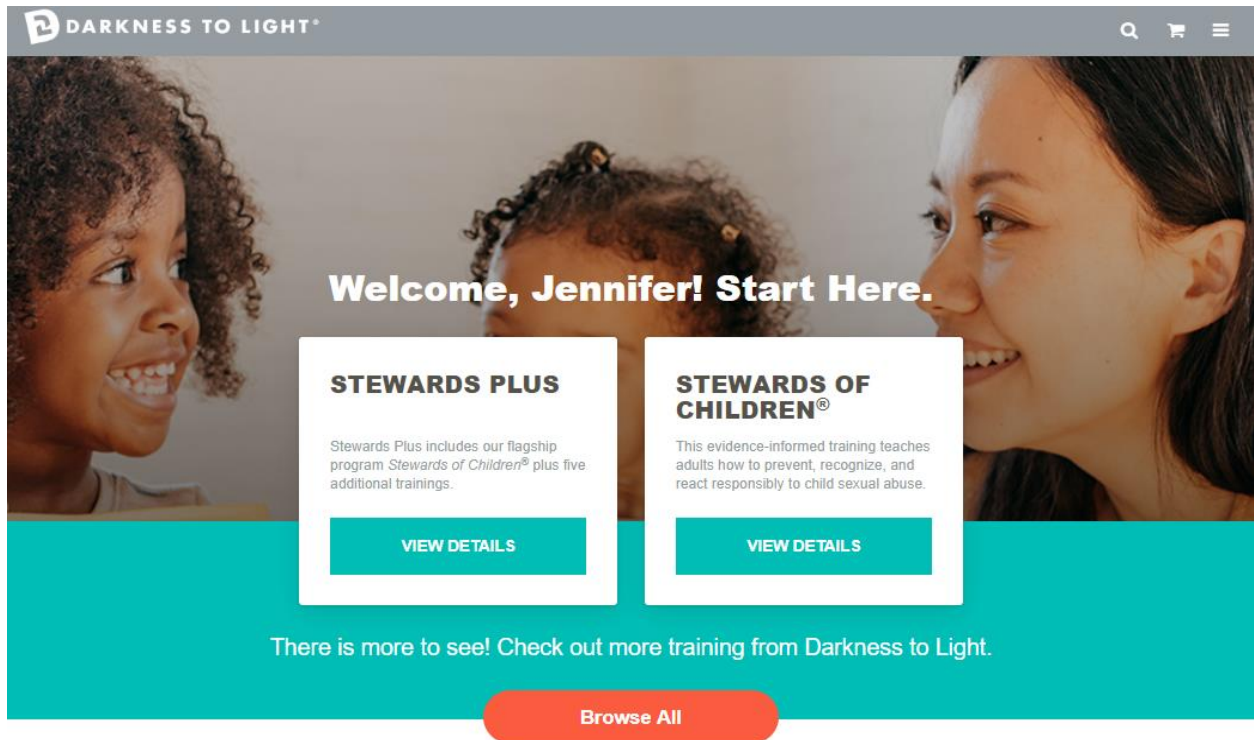 DARKNESS TO LIGHT®
Welcome, Jennifer! Start Here.
STEWARDS PLUS
Stewards Plus includes our flagship
program Stewards of Children® plus five
additional trainings.
VIEW DETAILS
STEWARDS OF
CHILDREN®
This evidence-informed training teaches
adults how to prevent, recognize, and
react responsibly to child sexual abuse.
VIEW DETAILS
There is more to see! Check out more training from Darkness to Light.
Browse All